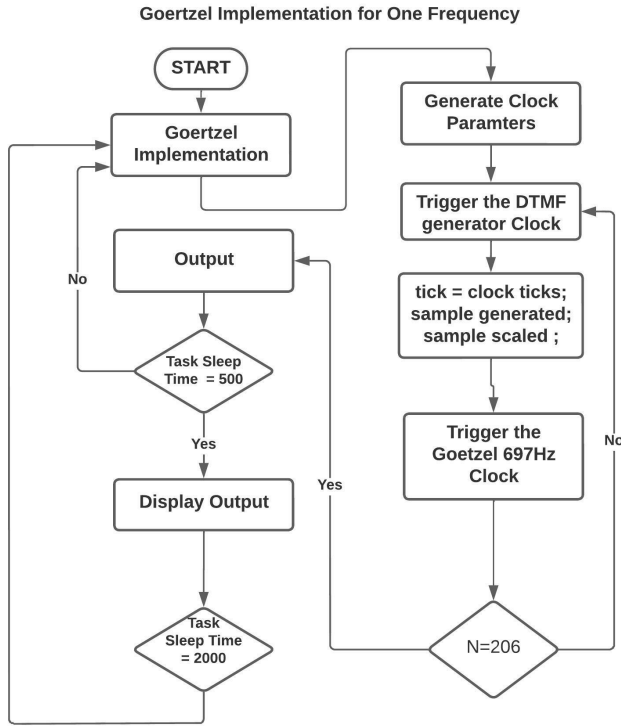 Goertzel Implementation for One Frequency
START
Goertzel
Implementation
Generate Clock
Paramters
Trigger the DTMF
generator Clock
Output
No
tick = clock ticks;
sample generated;
sample scaled ;
Task Sleep
Time = 500
Yes
Trigger the
Goetzel 697Hz
Clock
No
Display Output
Yes
Task
Sleep Time
= 2000
N=206